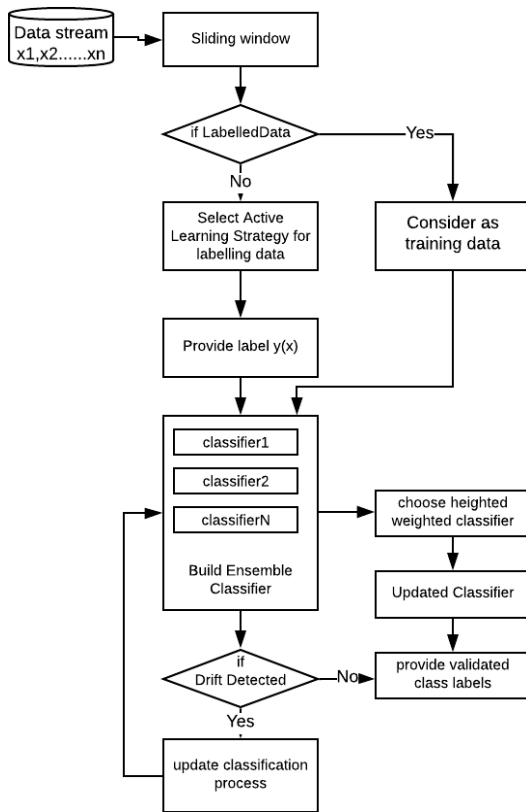 Data stream
x1,x2......xn
Sliding window
if LabelledData
Yes
No
Select Active
Learning Strategy for
labelling data
Consider as
training data
Provide label y(x)
classifier1
classifier2
classifierN
Build Ensemble
Classifier
choose heighted
weighted classifier
Updated Classifier
if
Drift Detected
No
provide validated
class labels
Yes
update classification
process